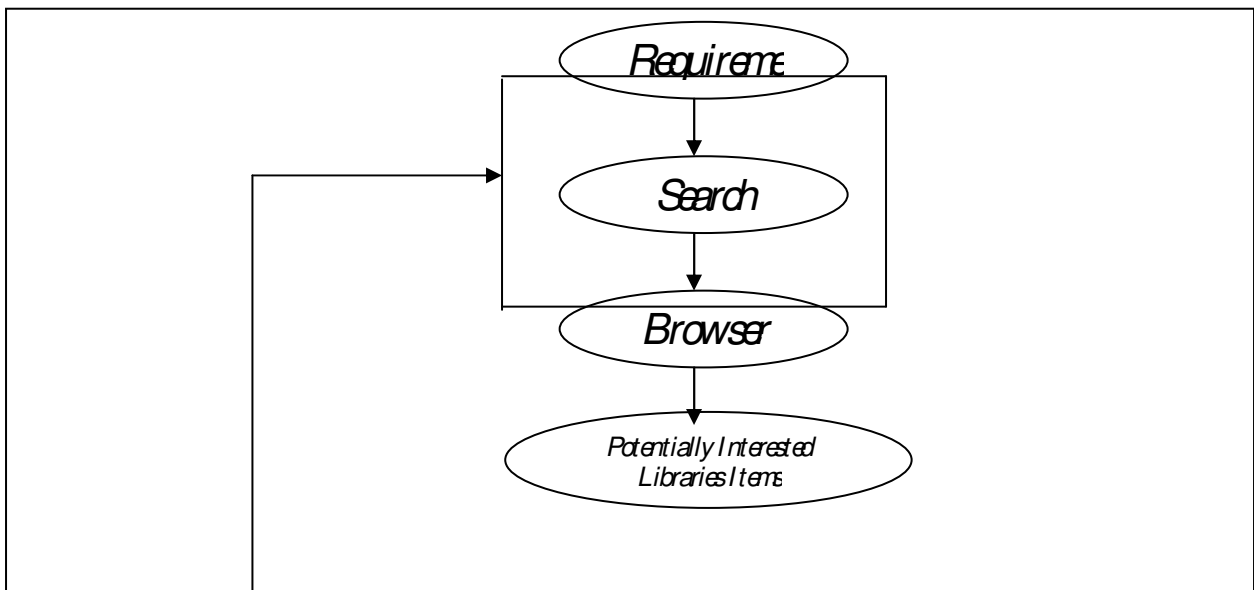 Requireme
Search
Browser
Potentially Interested
Libraries Items